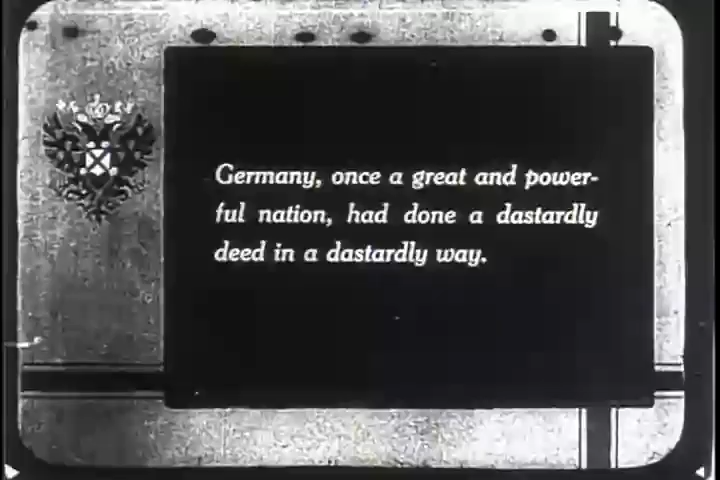 Germany, once a great and power-
ful nation, had done a dastardly
deed in a dastardly way.